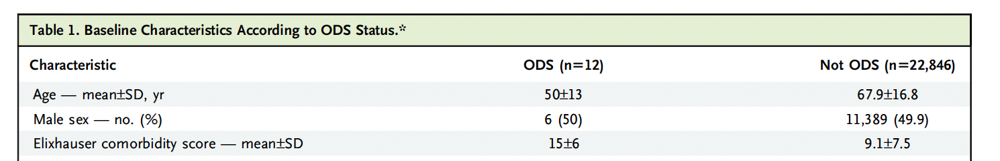 Table 1. Baseline Characteristics According to ODS Status.*
Characteristic ODS (n=12) Not ODS (n=22,846)
Age — mean±SD, yr 50±13 67.9±16.8
Male sex — no. (%) 6 (50) 11,389 (49.9)
Elixhauser comorbidity score — mean±SD 15±6 9.1±7.5